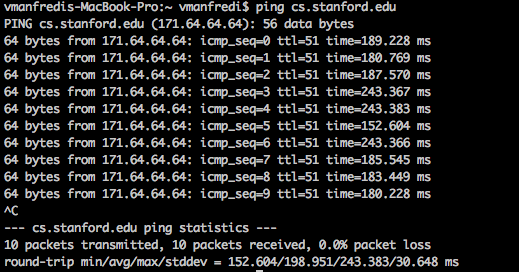 vmanfredis-MacBook-Pro:~ vmanfredi$ ping cs.stanford.edu
PING cs.stanford.edu (171.64.64.64): 56 data bytes
64 bytes from 171.64.64.64: icmp_seq=0 ttl=51 time=189.228 ms
64 bytes from 171.64.64.64: icmp_seq=1 ttl=51 time=180.769 ms
64 bytes from 171.64.64.64: icmp_seq=2 ttl=51 time=187.570 ms
64 bytes from 171.64.64.64: icmp_seq=3 ttl=51 time=243.367 ms
64 bytes from 171.64.64.64: icmp_seq=4 ttl=51 time=243.383 ms
64 bytes from 171.64.64.64: icmp_seq=5 ttl=51 time=152.604 ms
64 bytes from 171.64.64.64: icmp_seq=6 ttl=51 time=243.366 ms
64 bytes from 171.64.64.64: icmp_seq=7 ttl=51 time=185.545 ms
64 bytes from 171.64.64.64: icmp_seq=8 ttl=51 time=183.449 ms
64 bytes from 171.64.64.64: icmp_seq=9 ttl=51 time=180.228 ms
^C
--- cs.stanford.edu ping statistics ---
10 packets transmitted, 10 packets received, 0.0% packet loss
round-trip min/avg/max/stddev = 152.604/198.951/243.383/30.648 ms